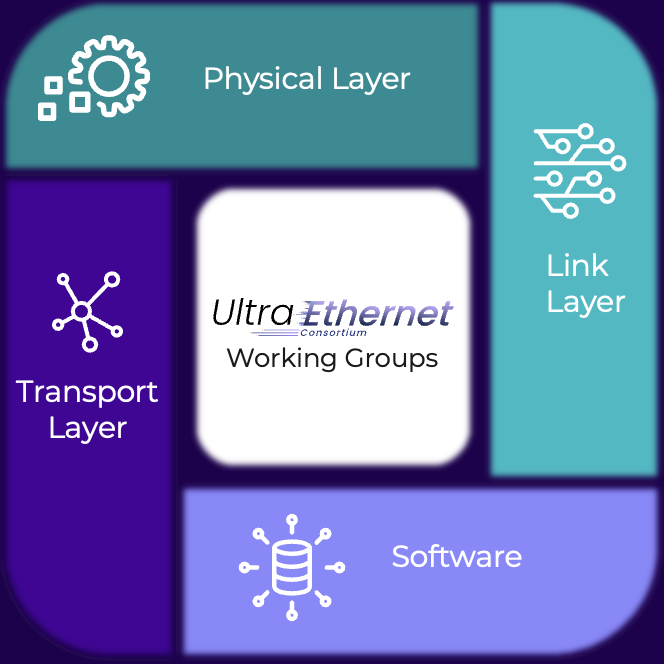 Physical Layer
Link
Layer
Ultra Ethernet
Consortium
Working Groups
Transport
Layer
Software